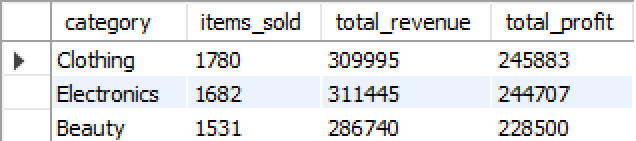 category items_sold total_revenue total_profit
Clothing 1780 309995 245883
Electronics 1682 311445 244707
Beauty 1531 286740 228500